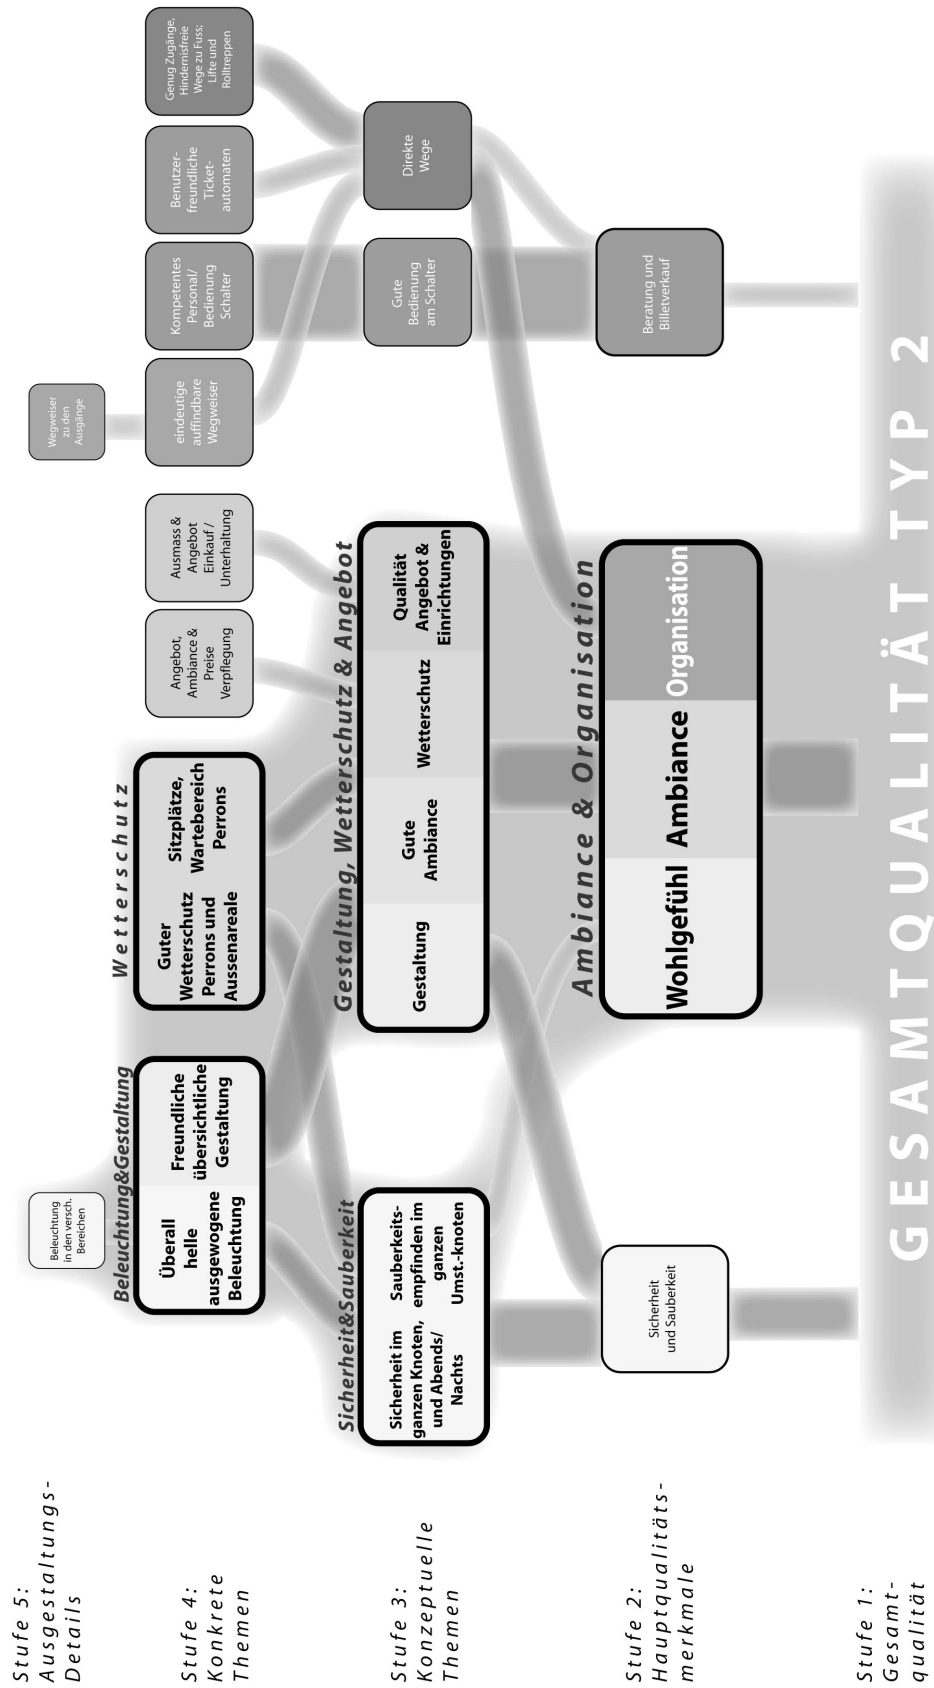 Stufe 5:
Ausgestaltungs-
Details
Beleuchtung
in den versch.
Bereichen
Wegweiser
zu den
Ausgänge
Stufe 4:
Konkrete
Themen
Beleuchtung&Gestaltung
Überall
helle
ausgewogene
Beleuchtung
Freundliche
übersichtliche
Gestaltung
Wetterschutz
Guter
Wetterschutz
Perrons und
Aussenareale
Sitzplätze,
Wartebereich
Perrons
Angebot,
Ambiance &
Preise
Verpflegung
Ausmass &
Angebot
Einkauf /
Unterhaltung
eindeutige
auffindbare
Wegweiser
Kompetentes
Personal/
Bedienung
Schalter
Benutzer-
freundliche
Ticket-
automaten
Genug Zugänge,
Hindernisfreie
Wege zu Fuss;
Lifte und
Rolltreppen
Stufe 3:
Konzeptuelle
Themen
Sicherheit&Sauberkeit
Sicherheit im
ganzen Knoten,
und Abends/
Nachts
Sauberkeits-
empfinden im
ganzen
Umst.-knoten
Gestaltung, Wetterschutz & Angebot
Gestaltung
Gute
Ambiance
Wetterschutz
Qualität
Angebot &
Einrichtungen
Gute
Bedienung
am Schalter
Direkte
Wege
Stufe 2:
Hauptqualitäts-
merkmale
Sicherheit
und Sauberkeit
Ambiance & Organisation
Wohlgefühl
Ambiance
Organisation
Beratung und
Billetverkauf
Stufe 1:
Gesamt-
qualität
GESAMTQUALITÄT TYP 2